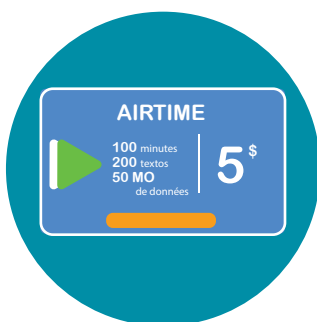 AIRTIME
100 minutes
200 textos
50 MO
de données
5$